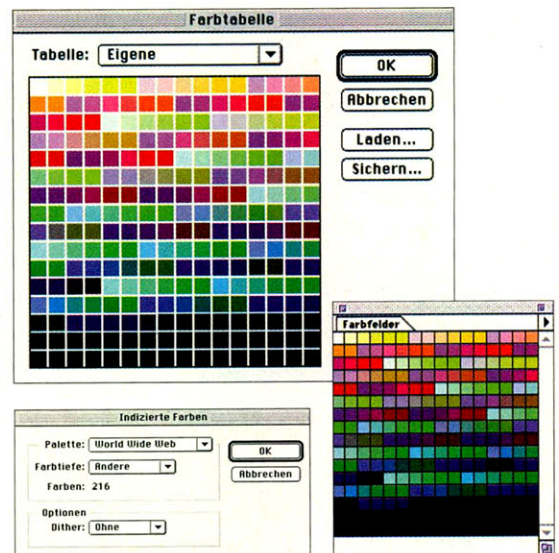 Farbtabelle
Tabelle: Eigene
OK
Abbrechen
Laden...
Sichern...
Farbfelder
Indizierte Farben
Palette: World Wide Web
OK
Farbtiefe: Andere
Abbrechen
Farben: 216
Optionen
Dither: Ohne